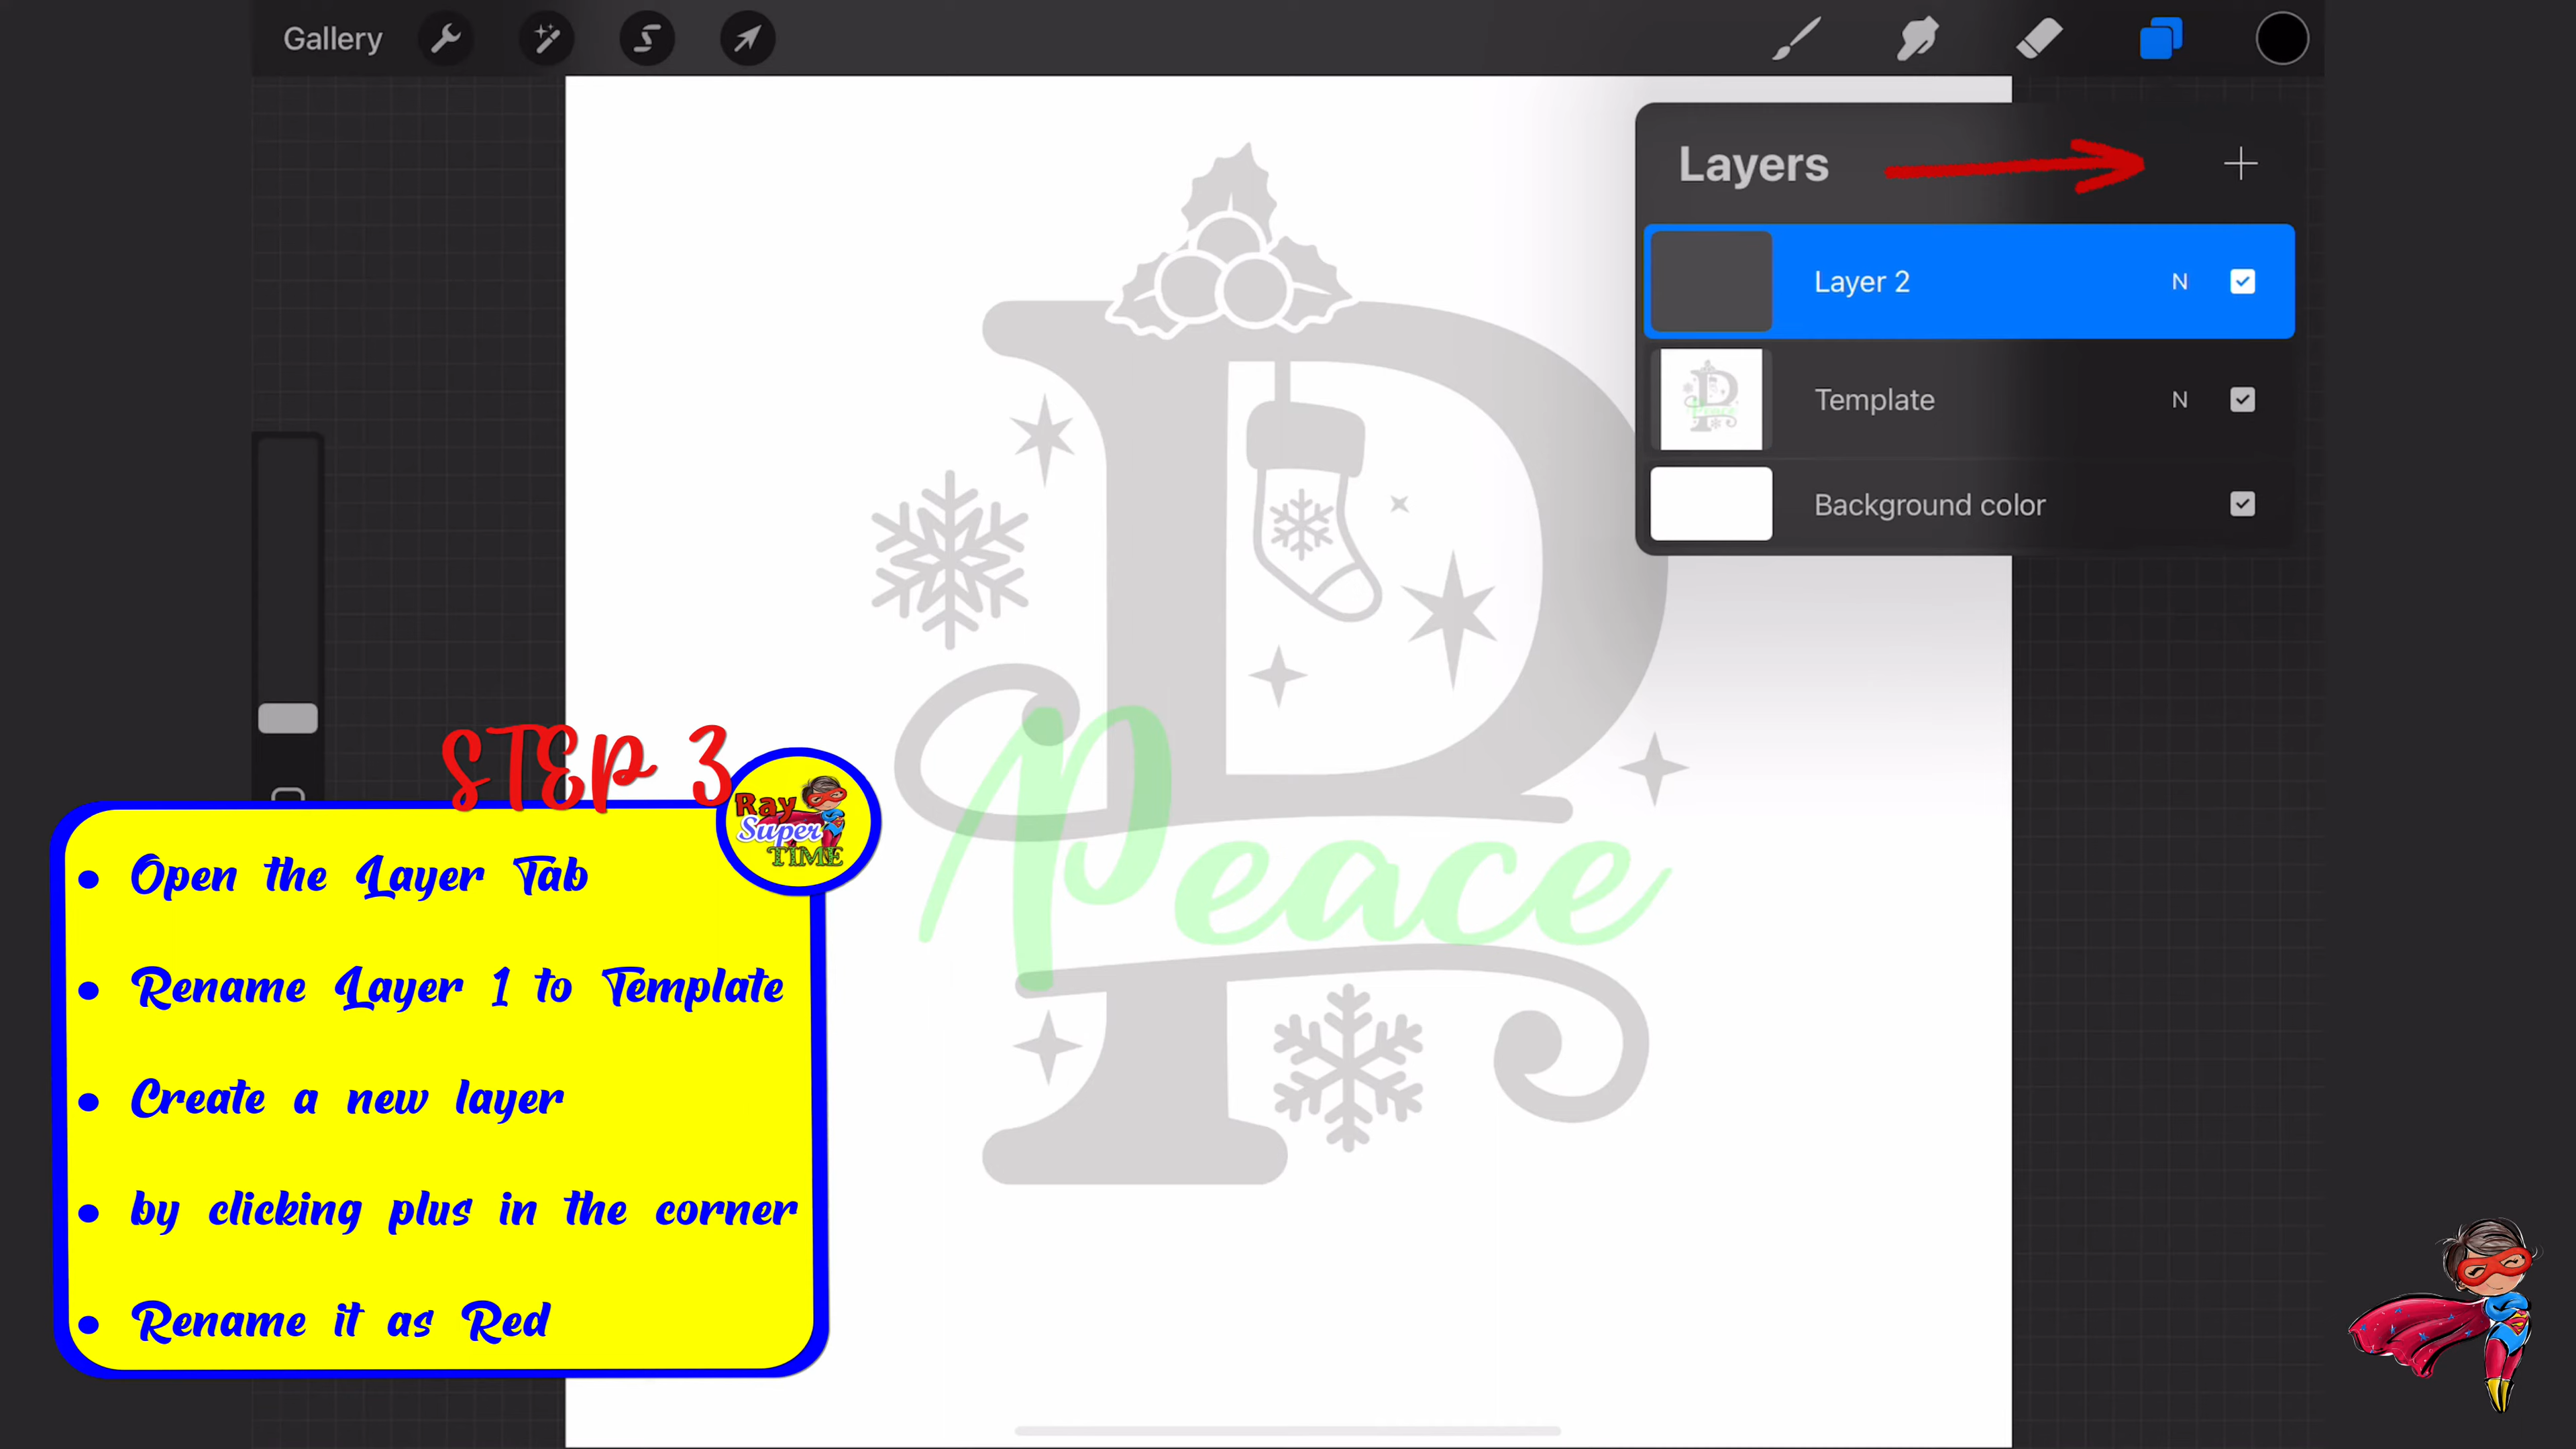 Gallery
Layers
Layer 2 N
Template N
Background color
Peace
STEP 3
Ray
Super
TIME
• Open the Layer Tab
• Rename Layer 1 to Template
• Create a new layer
• by clicking plus in the corner
• Rename it as Red